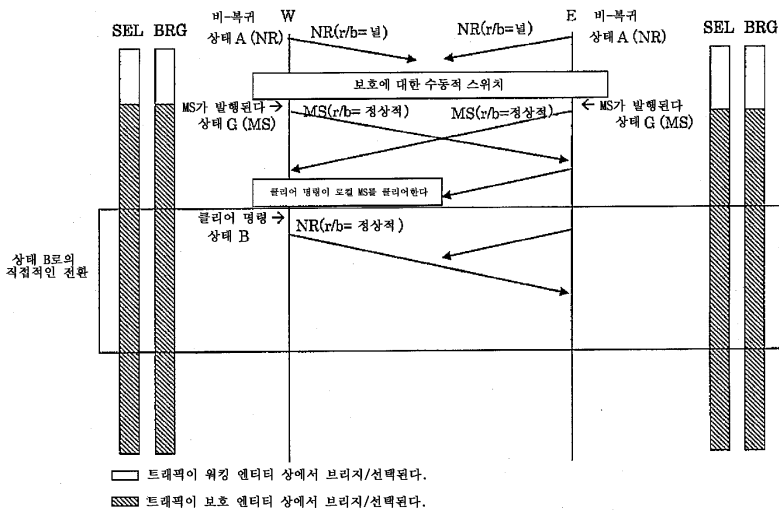 SEL BRG
비-복귀
W
상태 A (NR)
NR(r/b= 널)
NR(r/b= 널)
E
비-복귀
상태 A (NR)
SEL BRG
보호에 대한 수동적 스위치
MS가 발행된다 →
상태 G (MS)
MS(r/b= 정상적)
MS(r/b=정상적)
← MS가 발행된다
상태 G (MS)
클리어 명령이 로컬 MS를 클리어한다
클리어 명령 →
상태 B
NR(r/b= 정상적)
상태 B로의
직접적인 전환
트래픽이 워킹 엔티티 상에서 브리지/선택된다.
트래픽이 보호 엔티티 상에서 브리지/선택된다.